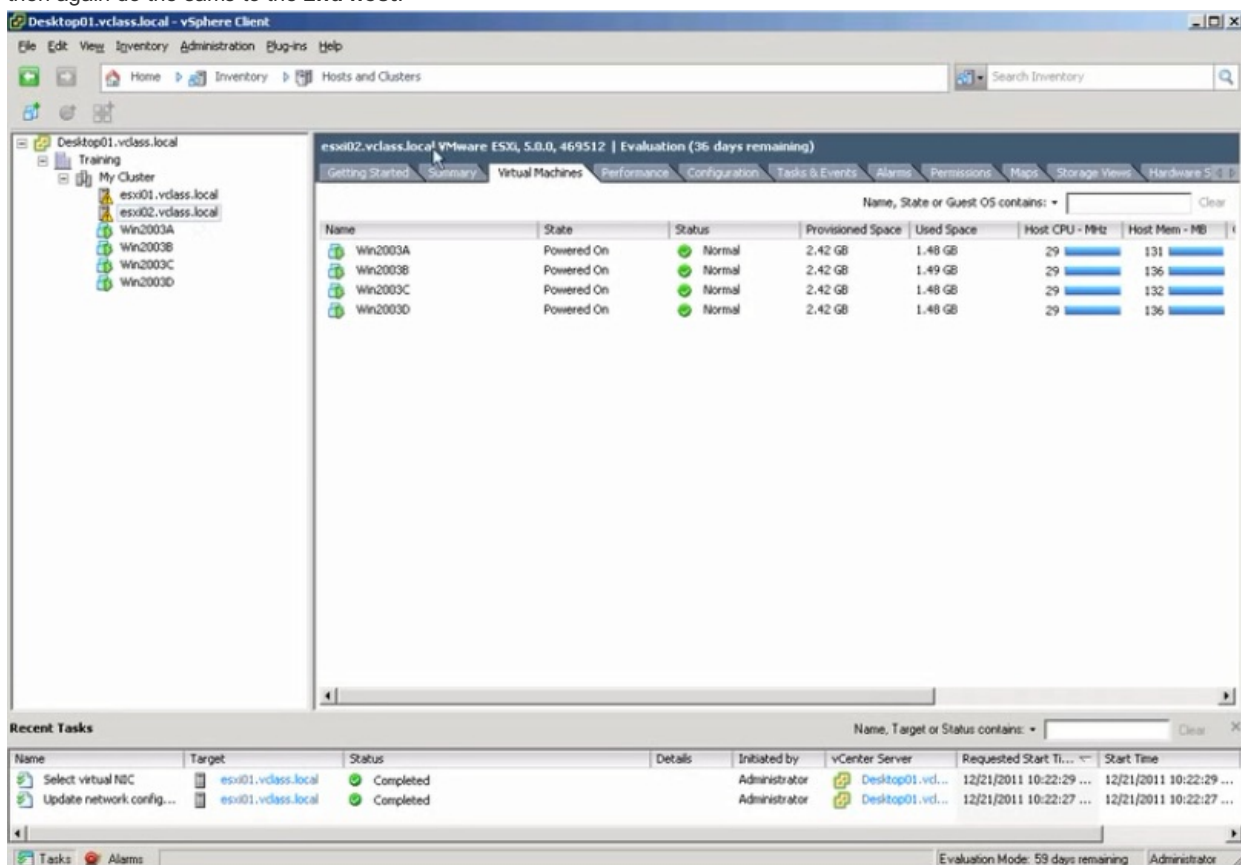 then again do the same to the 2nd host.
Desktop01.vclass.local - vSphere Client
File Edit View Inventory Administration Plug-ins Help
Home Inventory Hosts and Clusters
Search Inventory
Desktop01.vclass.local
Training
My Cluster
esxi01.vclass.local
esxi02.vclass.local
Win2003A
Win2003B
Win2003C
Win2003D
esxi02.vclass.local VMware ESXi, 5.0.0, 469512 | Evaluation (36 days remaining)
Getting Started Summary Virtual Machines Performance Configuration Tasks & Events Alarms Permissions Maps Storage Views Hardware S
Name, State or Guest OS contains: Clear
Name State Status Provisioned Space Used Space Host CPU - MHz Host Mem - MB
Win2003A Powered On Normal 2.42 GB 1.48 GB 29 131
Win2003B Powered On Normal 2.42 GB 1.49 GB 29 136
Win2003C Powered On Normal 2.42 GB 1.48 GB 29 132
Win2003D Powered On Normal 2.42 GB 1.48 GB 29 136
Recent Tasks
Name, Target or Status contains: Clear
Name Target Status Details Initiated by vCenter Server Requested Start Ti... Start Time
Select virtual NIC esxi01.vclass.local Completed Administrator Desktop01.vcl... 12/21/2011 10:22:29 ... 12/21/2011 10:22:29 ...
Update network config... esxi01.vclass.local Completed Administrator Desktop01.vcl... 12/21/2011 10:22:27 ... 12/21/2011 10:22:27 ...
Tasks Alarms
Evaluation Mode: 59 days remaining Administrator